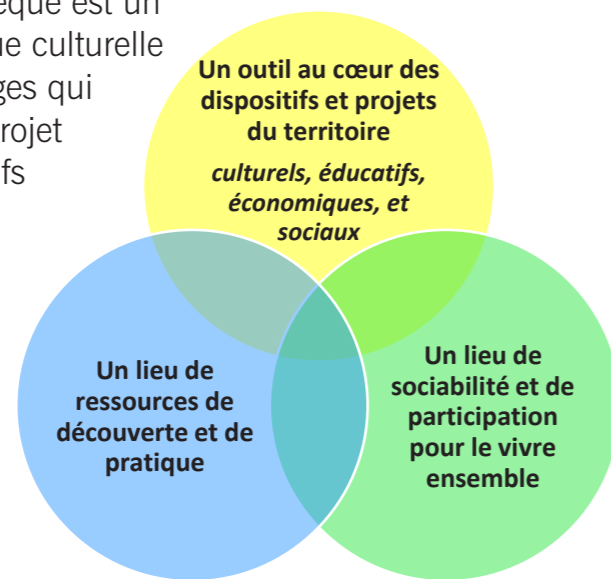 èque est un
ue culturelle
ges qui
rojet
fs
Un outil au cœur des
dispositifs et projets
du territoire
culturels, éducatifs,
économiques, et
sociaux
Un lieu de
ressources de
découverte et de
pratique
Un lieu de
sociabilité et de
participation
pour le vivre
ensemble